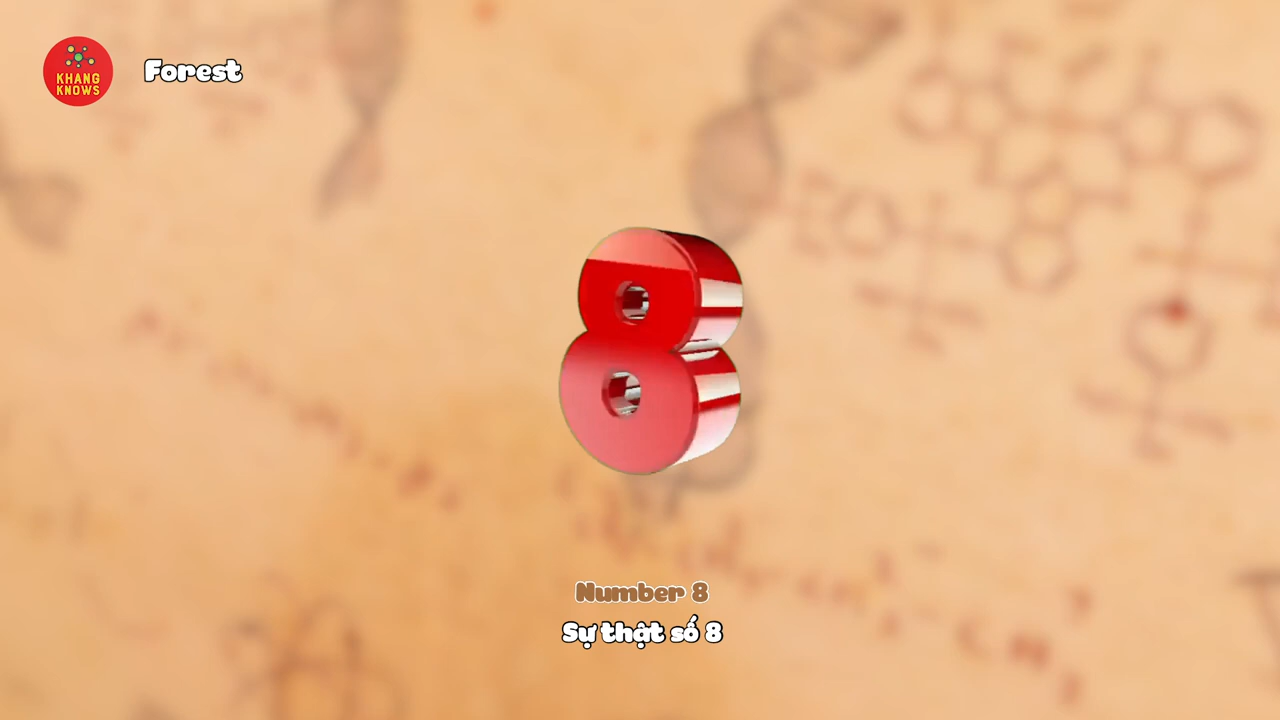 KHANG
KNOWS
Forest
8
Number 8
Sự thật số 8